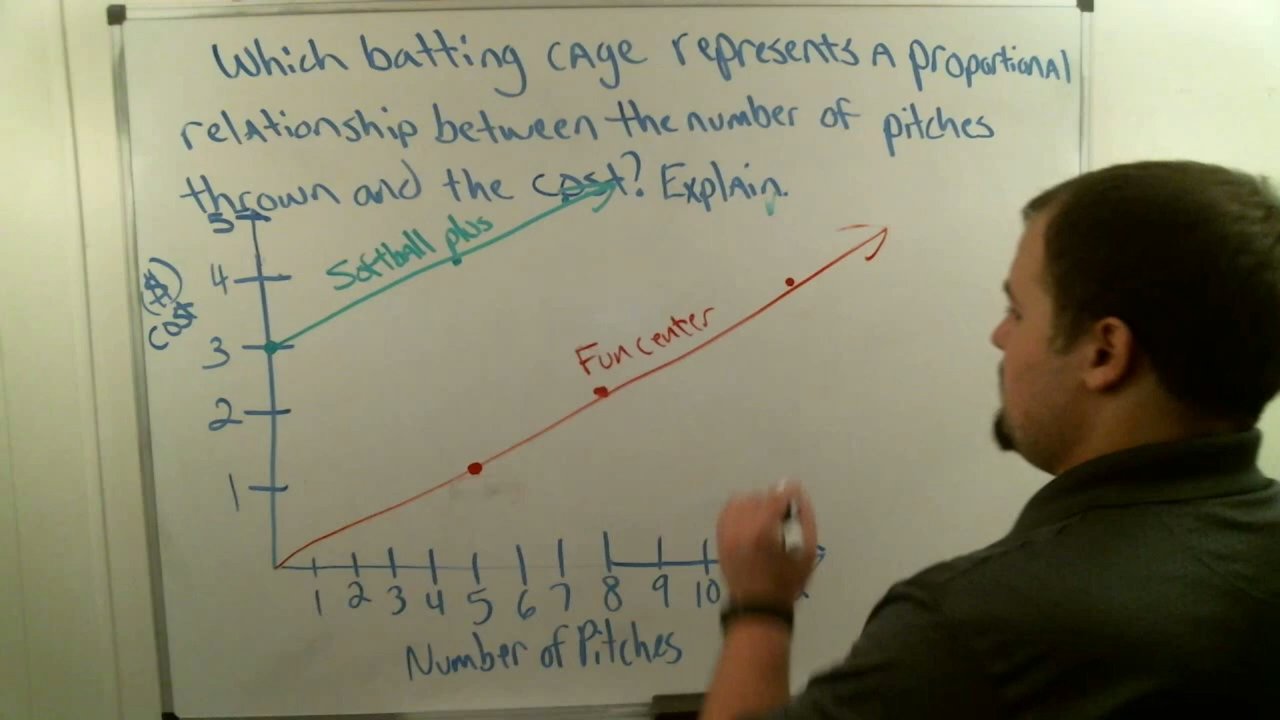 Which batting cage represents a proportional
relationship between the number of pitches
thrown and the cost? Explain.
5
Softball plus
4
($)
cost
3
Fun center
2
1
1 2 3 4 5 6 7 8 9 10
Number of Pitches